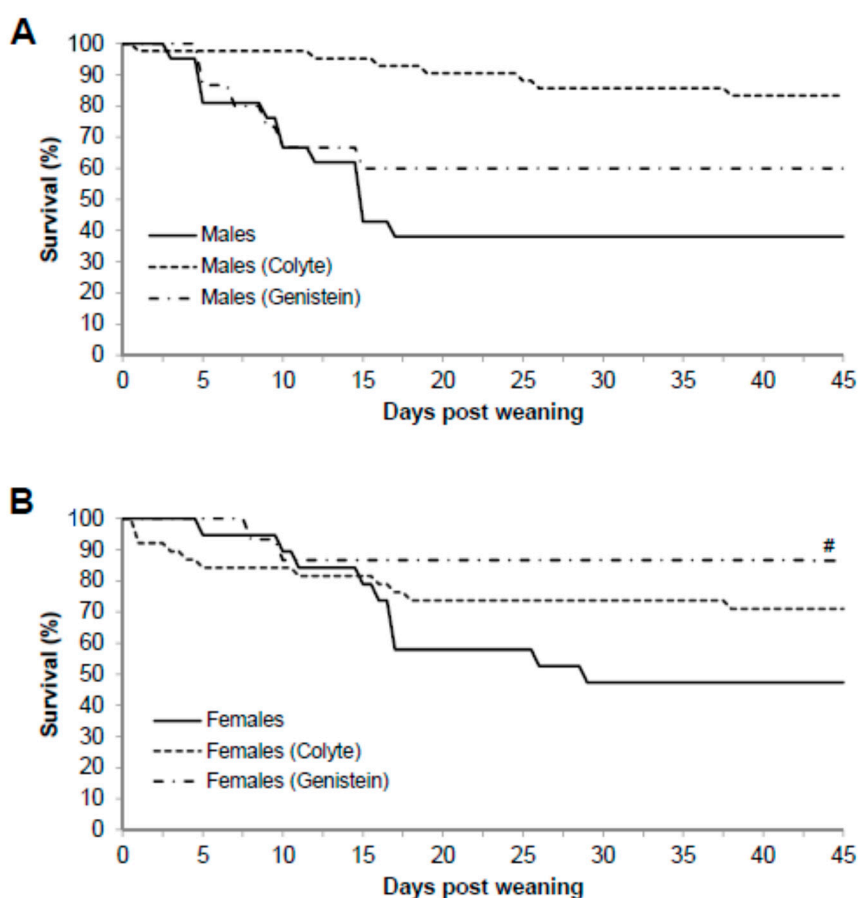 A
Survival (%)
100
90
80
70
60
50
40
30
20
10
0
Males
Males (Colyte)
Males (Genistein)
0 5 10 15 20 25 30 35 40 45
Days post weaning
B
Survival (%)
100
90
80
70
60
50
40
30
20
10
0
#
Females
Females (Colyte)
Females (Genistein)
0 5 10 15 20 25 30 35 40 45
Days post weaning